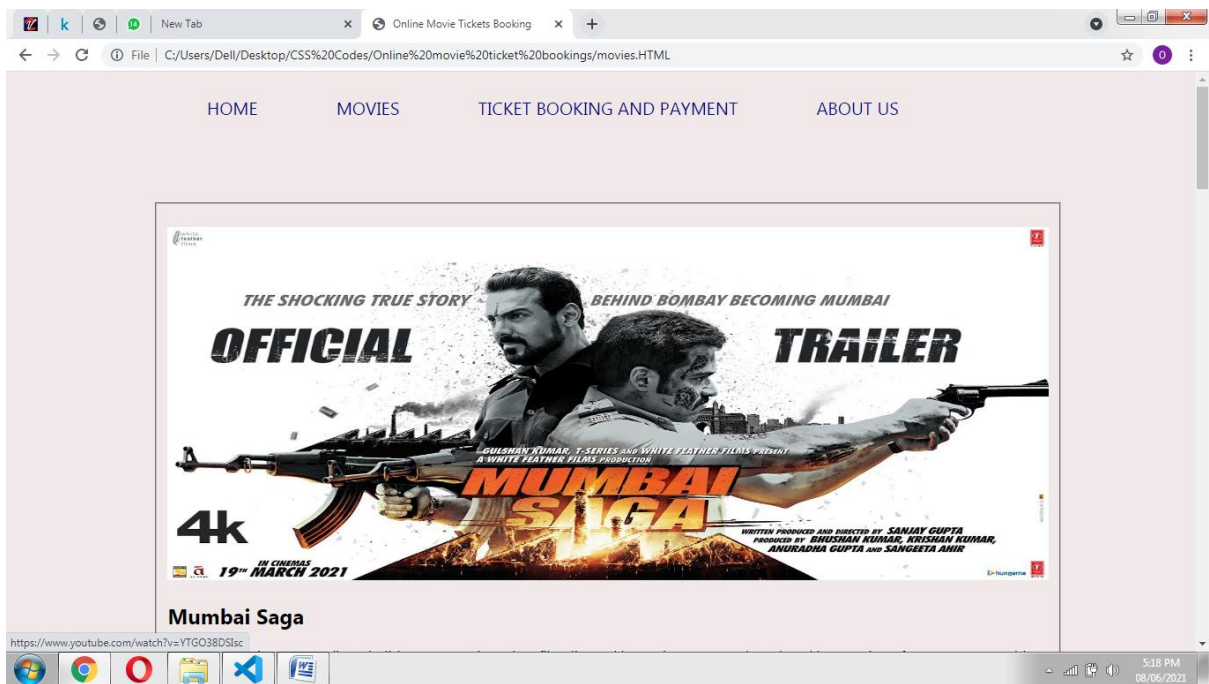 New Tab
Online Movie Tickets Booking
File | C:/Users/Dell/Desktop/CSS%20Codes/Online%20movie%20ticket%20bookings/movies.HTML
HOME MOVIES TICKET BOOKING AND PAYMENT ABOUT US
white feather films
THE SHOCKING TRUE STORY BEHIND BOMBAY BECOMING MUMBAI
OFFICIAL TRAILER
GULSHAN KUMAR, T-SERIES AND WHITE FEATHER FILMS PRESENT
A WHITE FEATHER FILMS PRODUCTION
MUMBAI
SAGA
4k
WRITTEN PRODUCED AND DIRECTED BY SANJAY GUPTA
PRODUCED BY BHUSHAN KUMAR, KRISHAN KUMAR,
ANURADHA GUPTA AND SANGEETA AHIR
IN CINEMAS
19TH MARCH 2021
hungama
Mumbai Saga
https://www.youtube.com/watch?v=YTGO38DSIsc
5:18 PM
08/06/2021